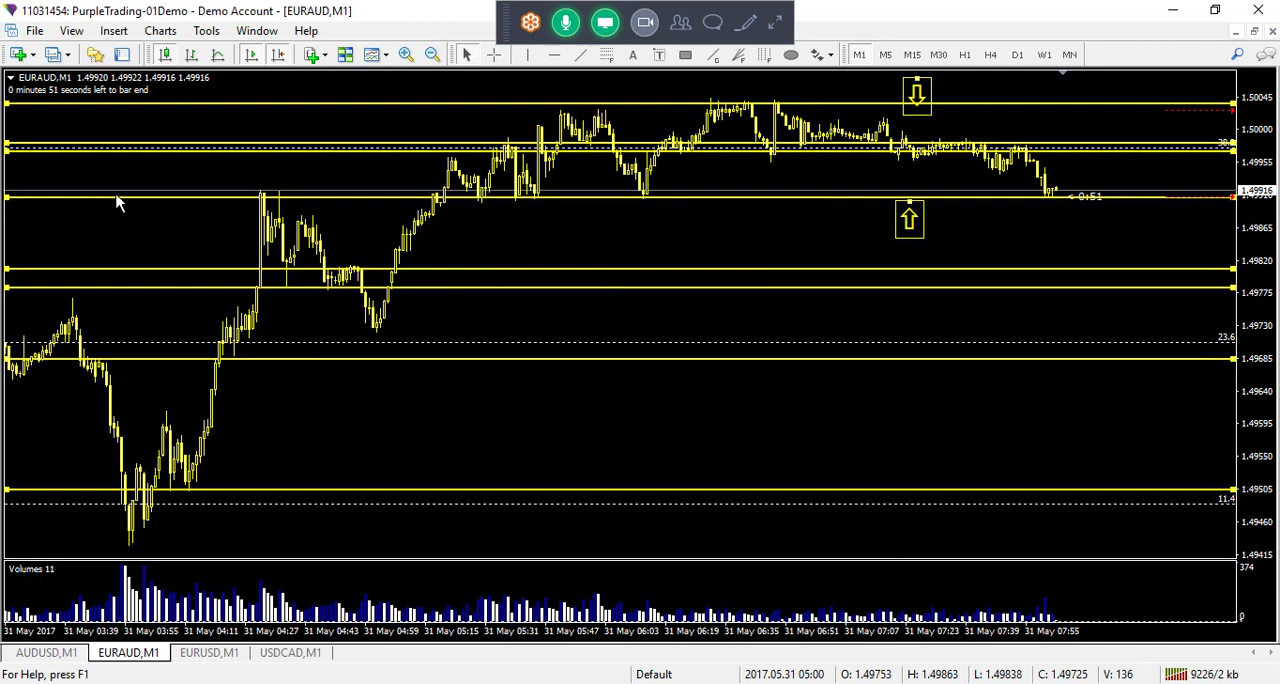 11031454: PurpleTrading-01Demo - Demo Account - [EURAUD,M1]
File View Insert Charts Tools Window Help
M1 M5 M15 M30 H1 H4 D1 W1 MN
EURAUD,M1 1.49920 1.49922 1.49916 1.49916
0 minutes 51 seconds left to bar end
1.50045
1.50000
1.49955
1.49916
< 0:51
1.49865
1.49820
1.49775
1.49730
23.6
1.49685
1.49640
1.49595
1.49550
1.49505
11.4
1.49460
1.49415
Volumes 11
374
0
31 May 2017 31 May 03:39 31 May 03:55 31 May 04:11 31 May 04:27 31 May 04:43 31 May 04:59 31 May 05:15 31 May 05:31 31 May 05:47 31 May 06:03 31 May 06:19 31 May 06:35 31 May 06:51 31 May 07:07 31 May 07:23 31 May 07:39 31 May 07:55
AUDUSD,M1 EURAUD,M1 EURUSD,M1 USDCAD,M1
For Help, press F1 Default 2017.05.31 05:00 O: 1.49753 H: 1.49863 L: 1.49838 C: 1.49725 V: 136 9226/2 kb